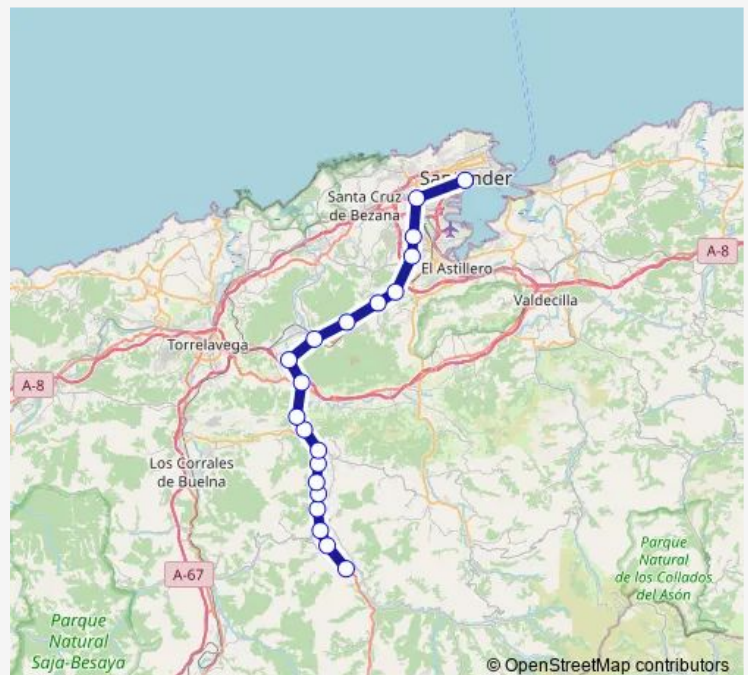 Santander
Santa Cruz
de Bezana
A-8
El Astillero
Valdecilla
Torrelavega
A-8
Los Corrales
de Buelna
A-67
Parque
Natural
de los Collados
del Asón
Parque
Natural
Saja-Besaya
© OpenStreetMap contributors